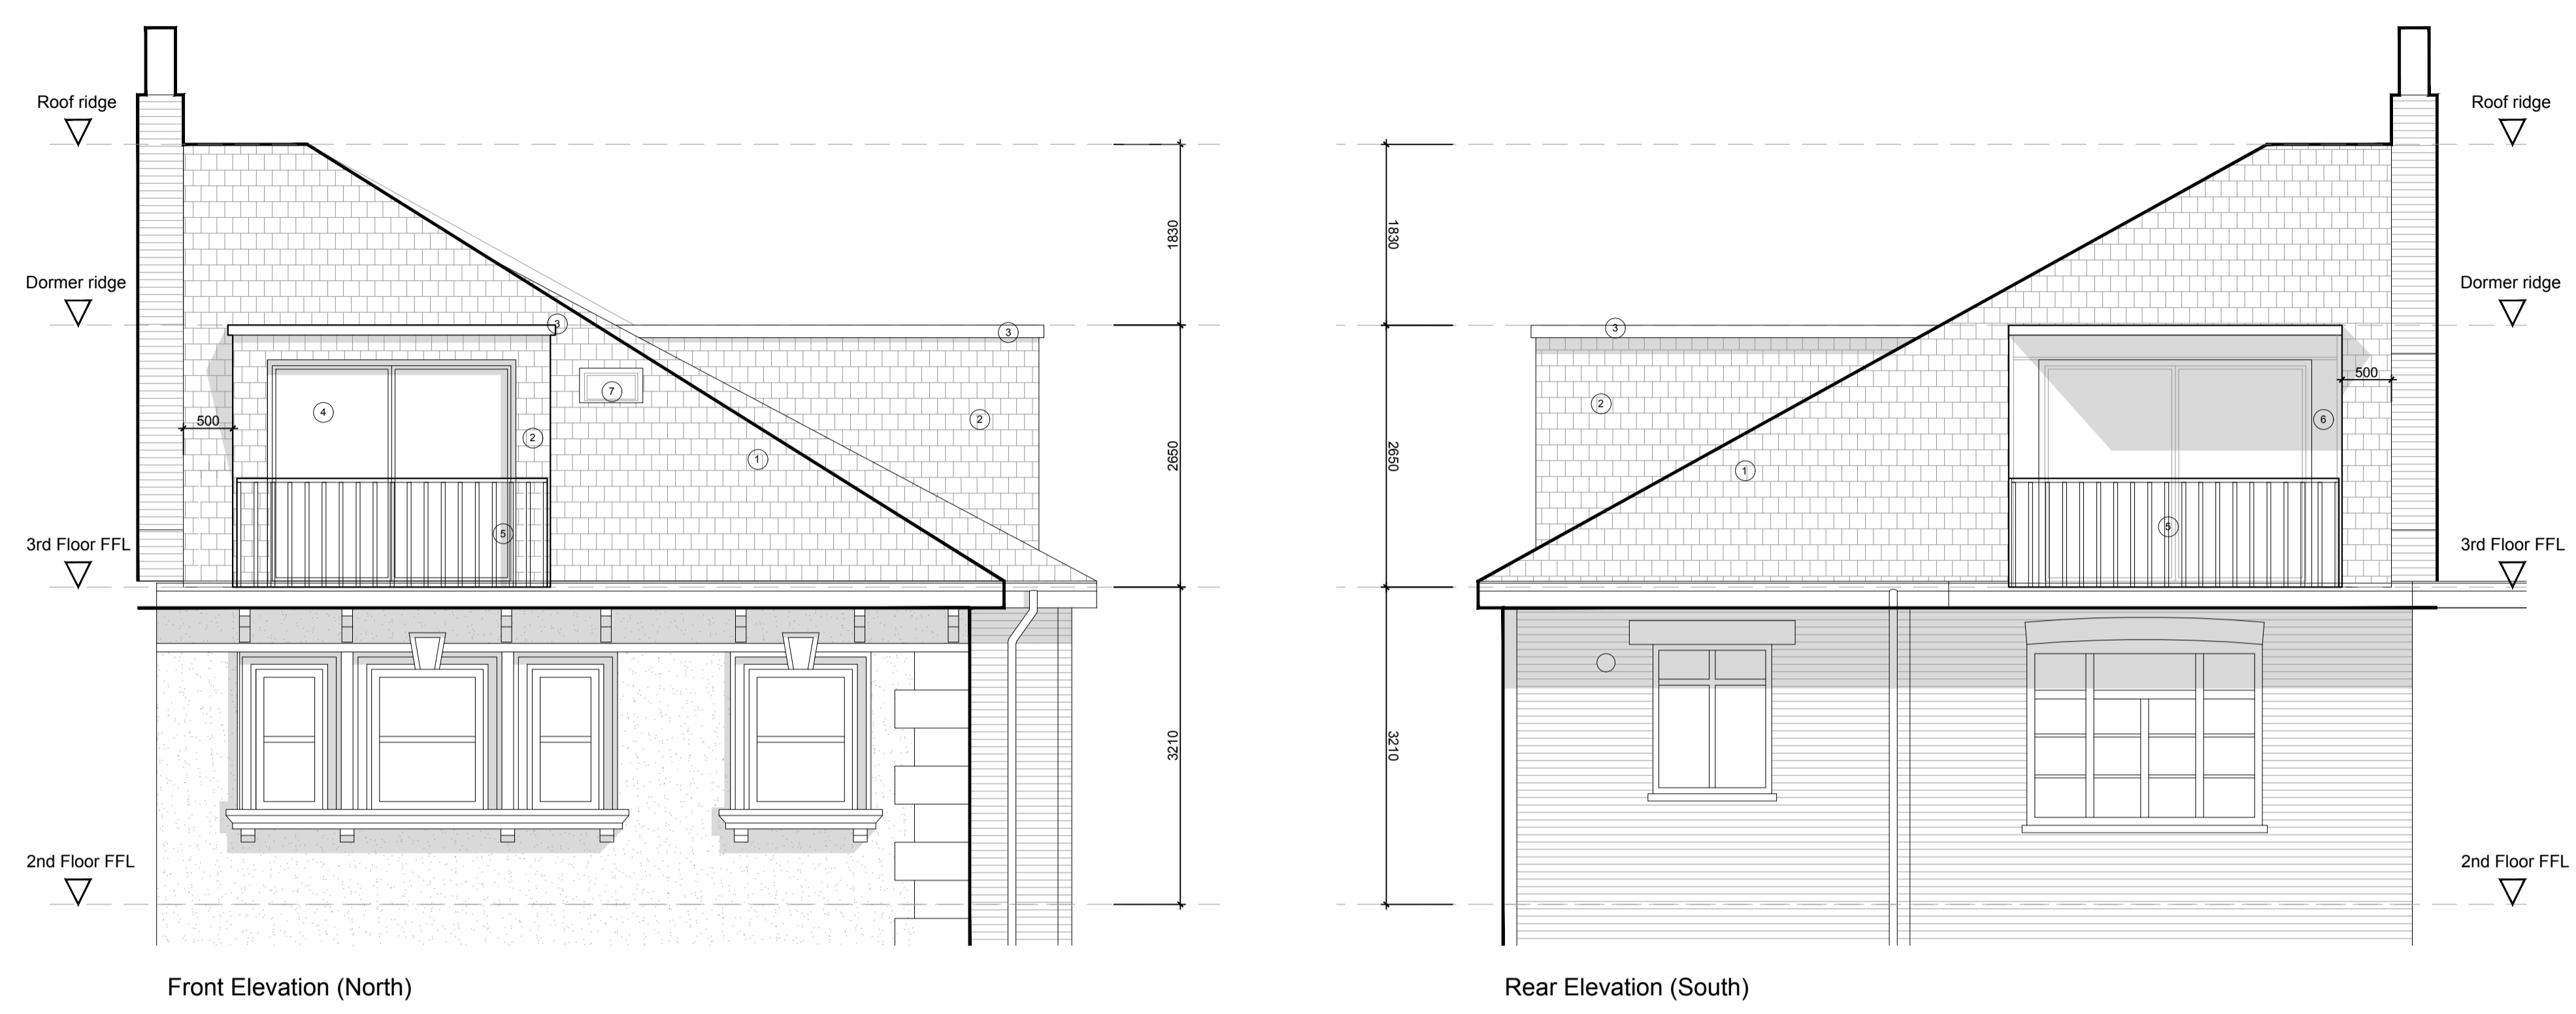 Roof ridge
Dormer ridge
3rd Floor FFL
2nd Floor FFL
500
4
3
7
2
5
1
3
2
1830
2650
3210
Front Elevation (North)
1830
2650
3210
3
2
1
5
6
500
Roof ridge
Dormer ridge
3rd Floor FFL
2nd Floor FFL
Rear Elevation (South)